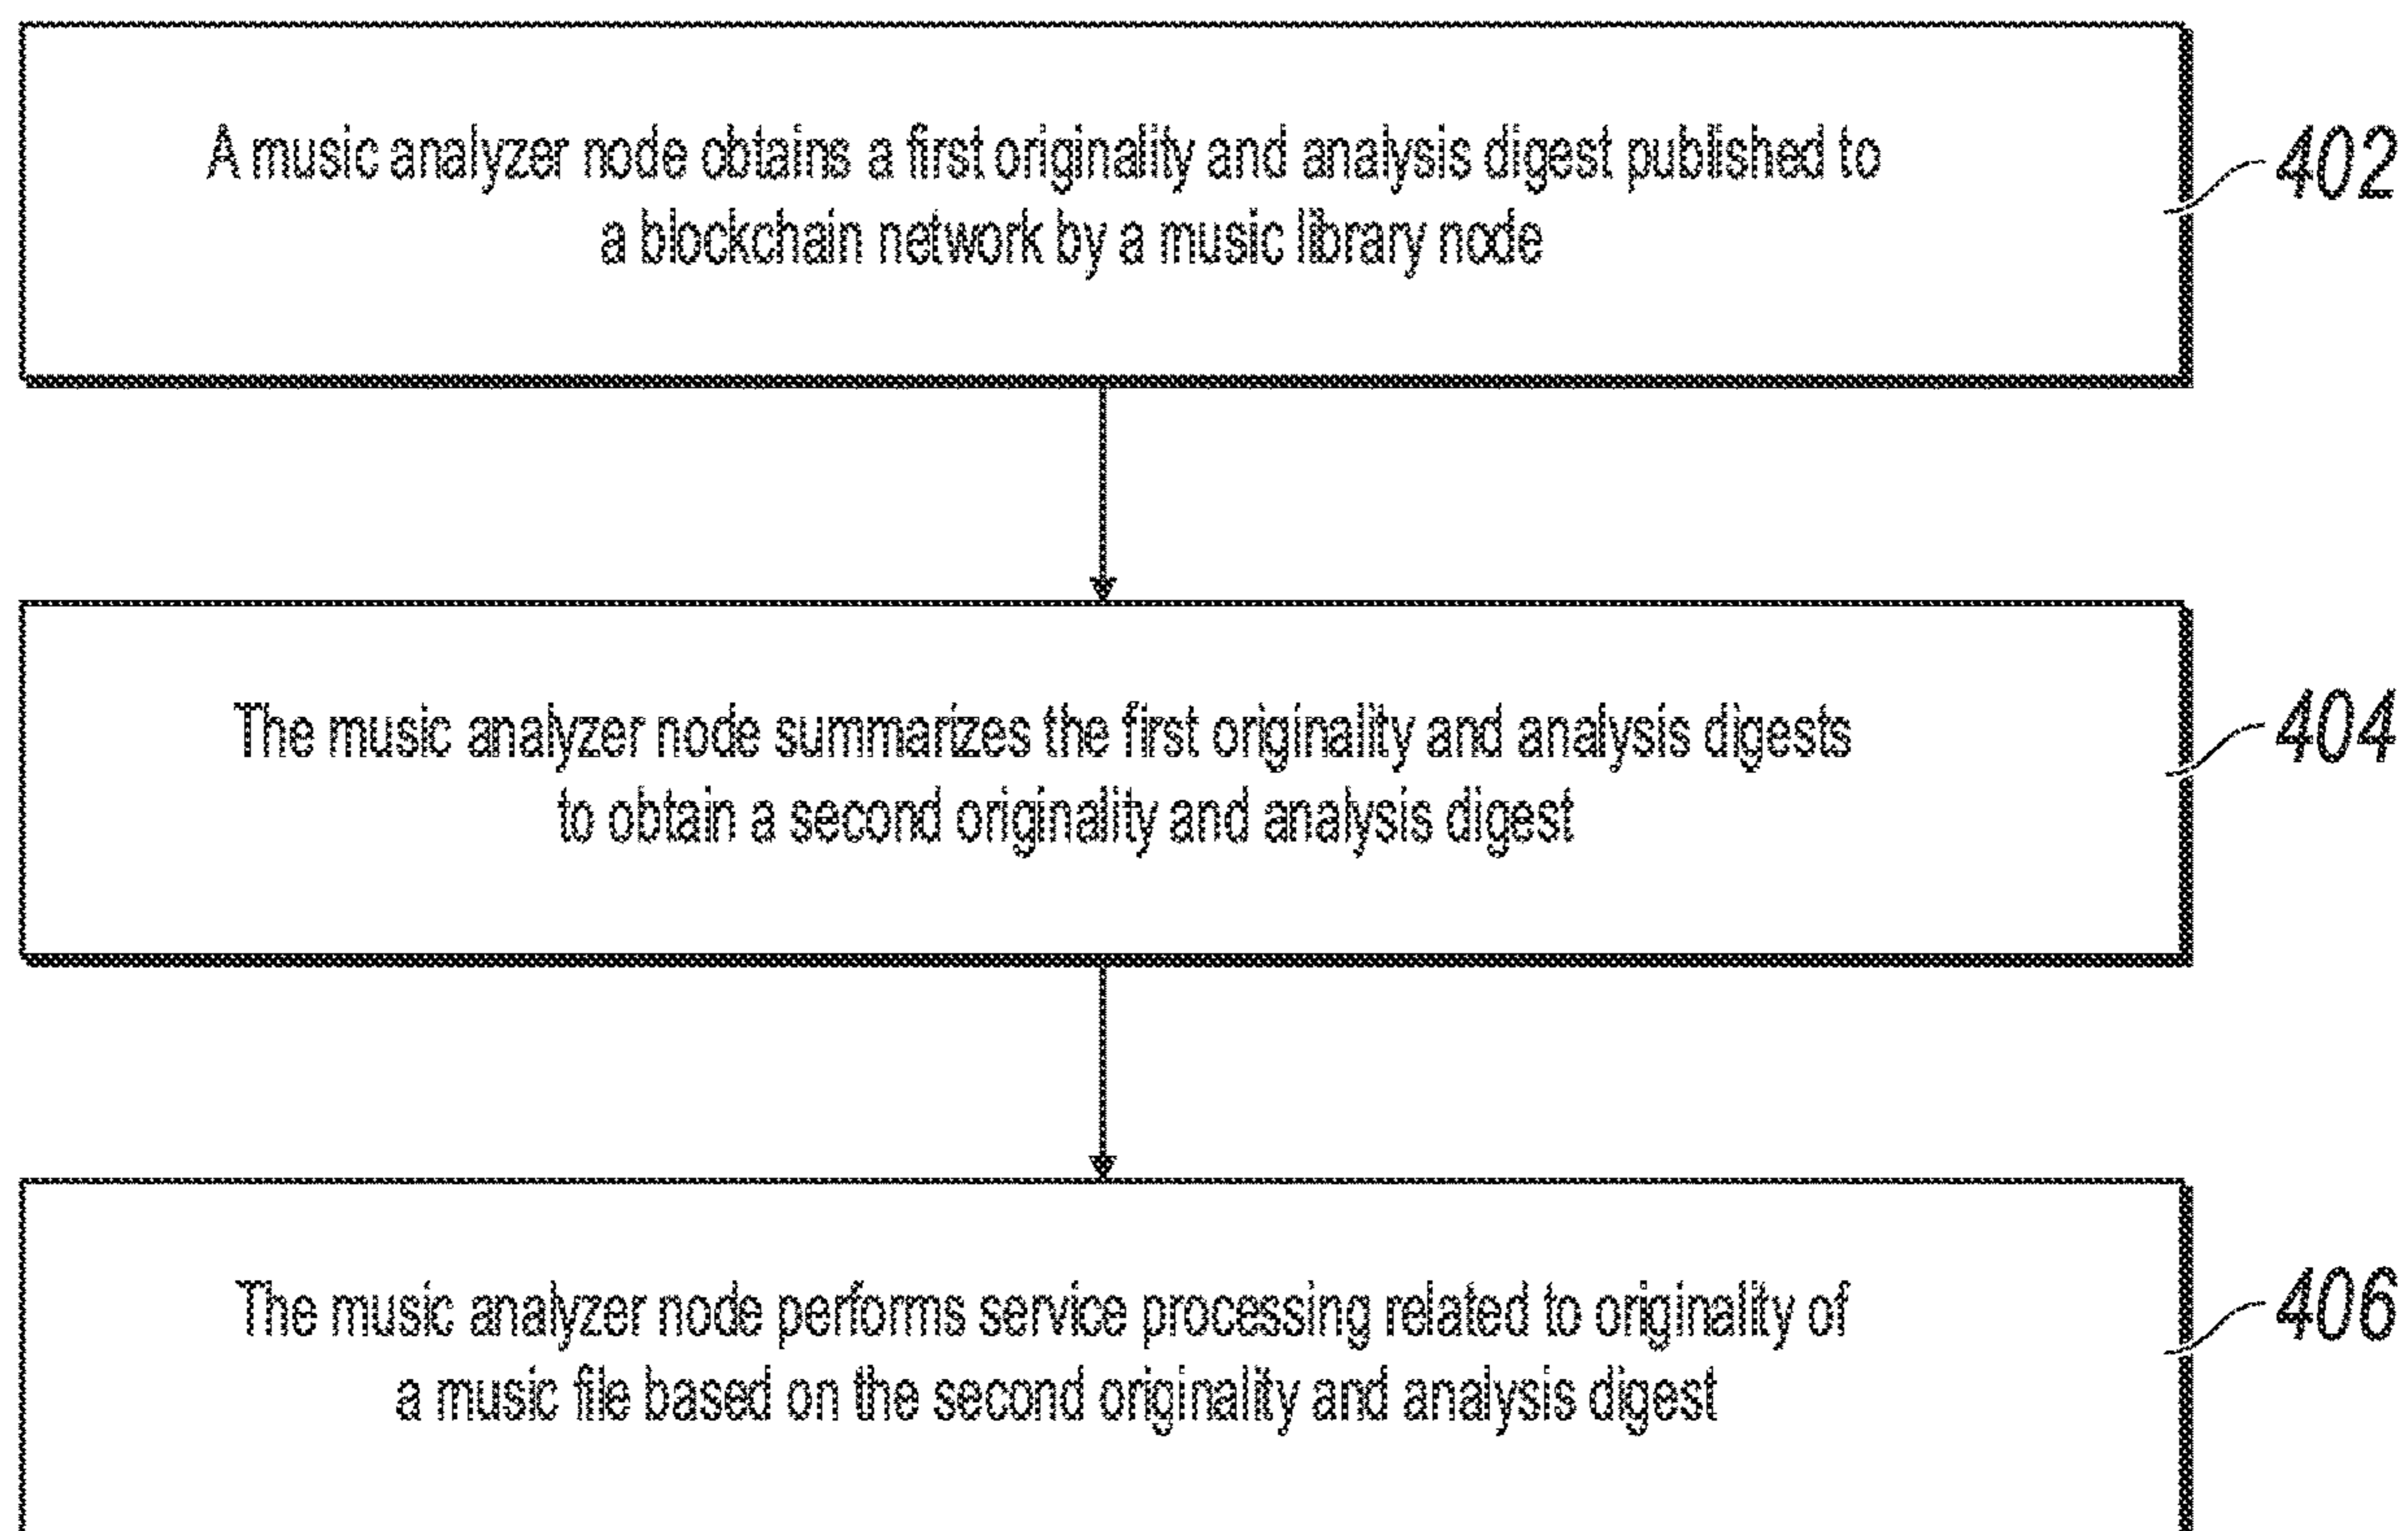 A music analyzer node obtains a first originality and analysis digest published to
a blockchain network by a music library node
402
The music analyzer node summarizes the first originality and analysis digests
to obtain a second originality and analysis digest
404
The music analyzer node performs service processing related to originality of
a music file based on the second originality and analysis digest
406